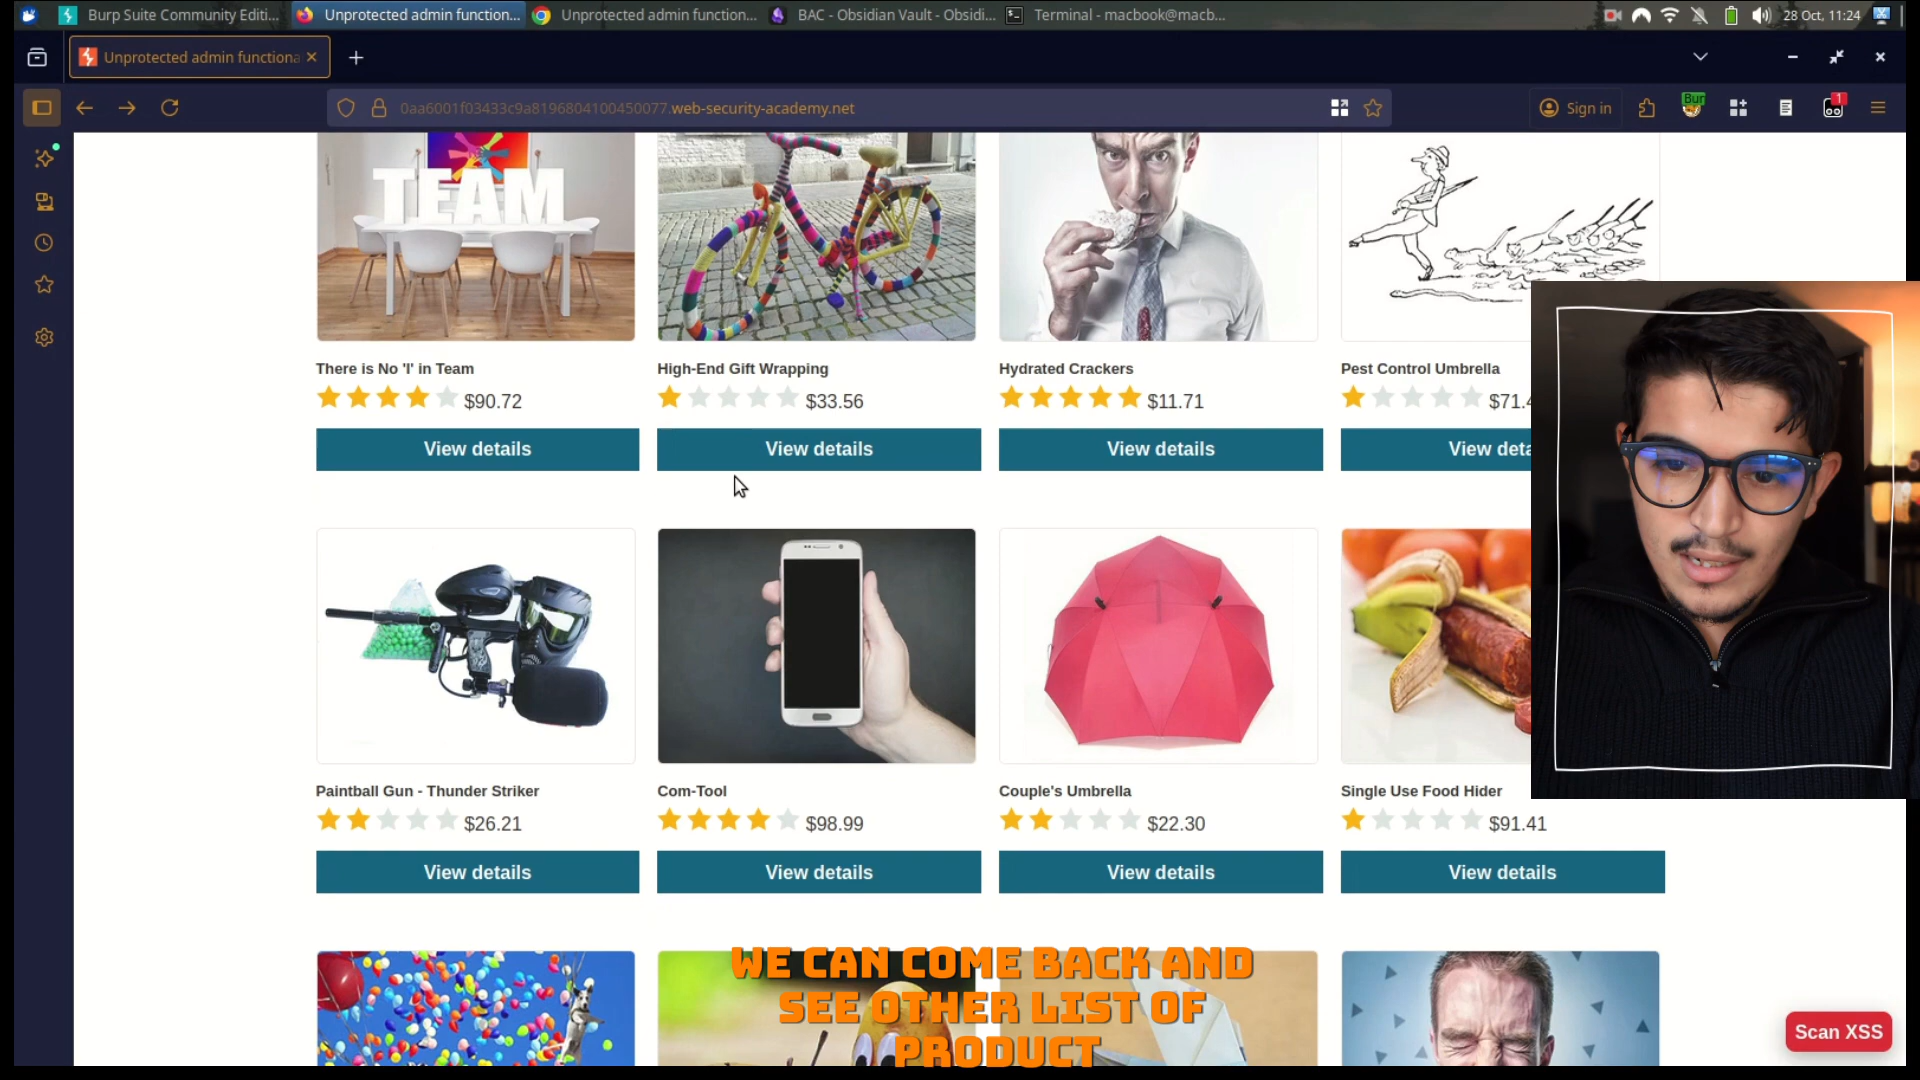 Burp Suite Community Editi...
Unprotected admin function...
Unprotected admin function...
BAC - Obsidian Vault - Obsidi...
Terminal - macbook@macb...
28 Oct, 11:24
Unprotected admin functiona
0aa6001f03433c9a8196804100450077.web-security-academy.net
Sign in
Bur
1
TEAM
There is No 'I' in Team
$90.72
View details
High-End Gift Wrapping
$33.56
View details
Hydrated Crackers
$11.71
View details
Pest Control Umbrella
$71.4
View deta
Paintball Gun - Thunder Striker
$26.21
View details
Com-Tool
$98.99
View details
Couple's Umbrella
$22.30
View details
Single Use Food Hider
$91.41
View details
WE CAN COME BACK AND
SEE OTHER LIST OF
PRODUCT
Scan XSS